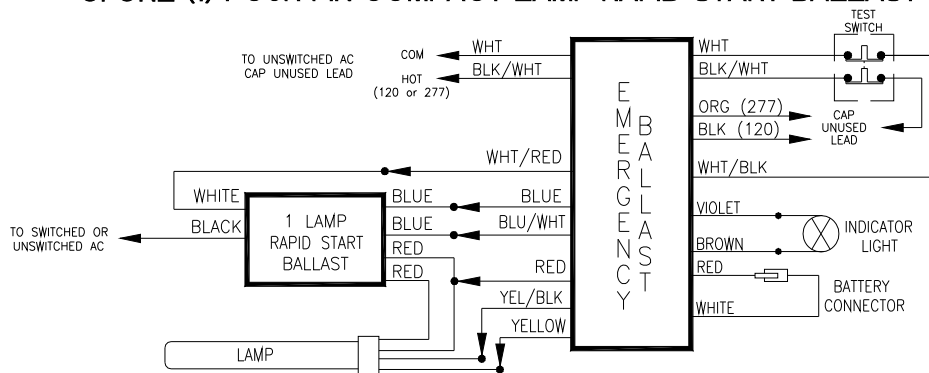 TEST
SWITCH
TO UNSWITCHED AC
CAP UNUSED LEAD
COM
HOT
(120 or 277)
WHT
BLK/WHT
WHT
BLK/WHT
ORG (277)
BLK (120)
CAP
UNUSED
LEAD
EMERGENCY
BALLAST
WHT/RED
WHT/BLK
WHITE
BLACK
TO SWITCHED OR
UNSWITCHED AC
1 LAMP
RAPID START
BALLAST
BLUE
BLUE
RED
RED
BLUE
BLU/WHT
RED
YEL/BLK
YELLOW
VIOLET
BROWN
INDICATOR
LIGHT
RED
WHITE
BATTERY
CONNECTOR
LAMP